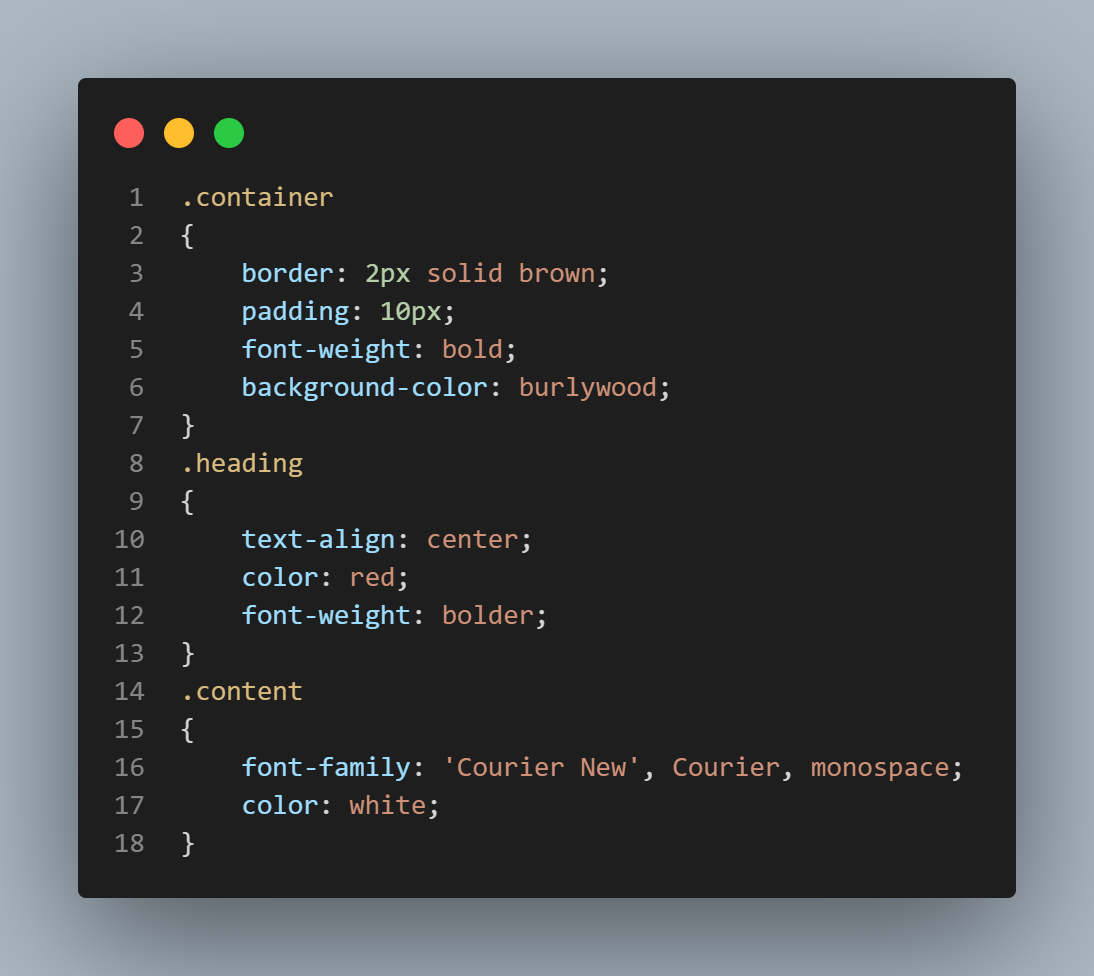 1 .container
2 {
3     border: 2px solid brown;
4     padding: 10px;
5     font-weight: bold;
6     background-color: burlywood;
7 }
8 .heading
9 {
10     text-align: center;
11     color: red;
12     font-weight: bolder;
13 }
14 .content
15 {
16     font-family: 'Courier New', Courier, monospace;
17     color: white;
18 }